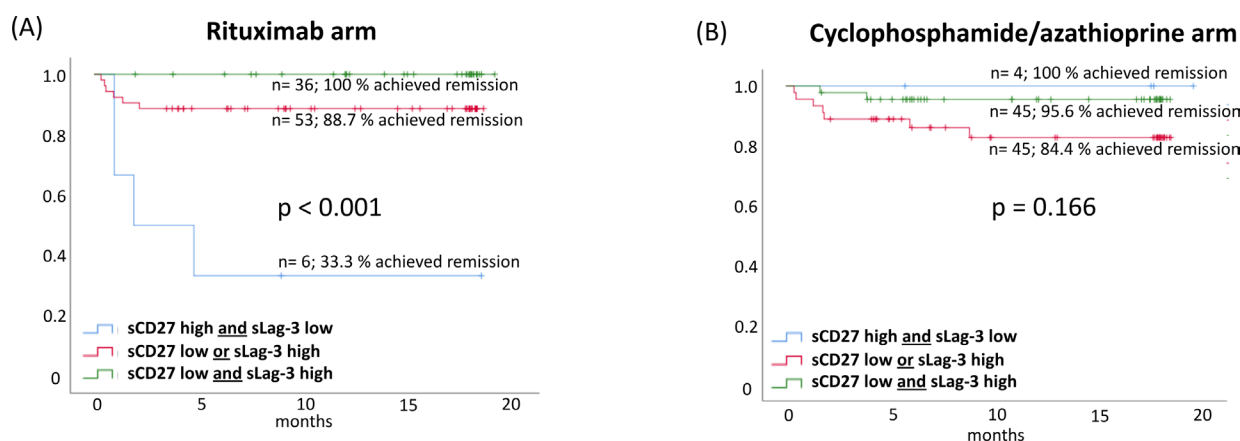 (A)
Rituximab arm
1.0
0.8
0.6
0.4
0.2
0
n= 36; 100 % achieved remission
n= 53; 88.7 % achieved remission
p < 0.001
n= 6; 33.3 % achieved remission
sCD27 high and sLag-3 low
sCD27 low or sLag-3 high
sCD27 low and sLag-3 high
0 5 10 15 20
months
(B)
Cyclophosphamide/azathioprine arm
1.0
0.8
0.6
0.4
0.2
0
n= 4; 100 % achieved remission
n= 45; 95.6 % achieved remission
n= 45; 84.4 % achieved remission
p = 0.166
sCD27 high and sLag-3 low
sCD27 low or sLag-3 high
sCD27 low and sLag-3 high
0 5 10 15 20
months